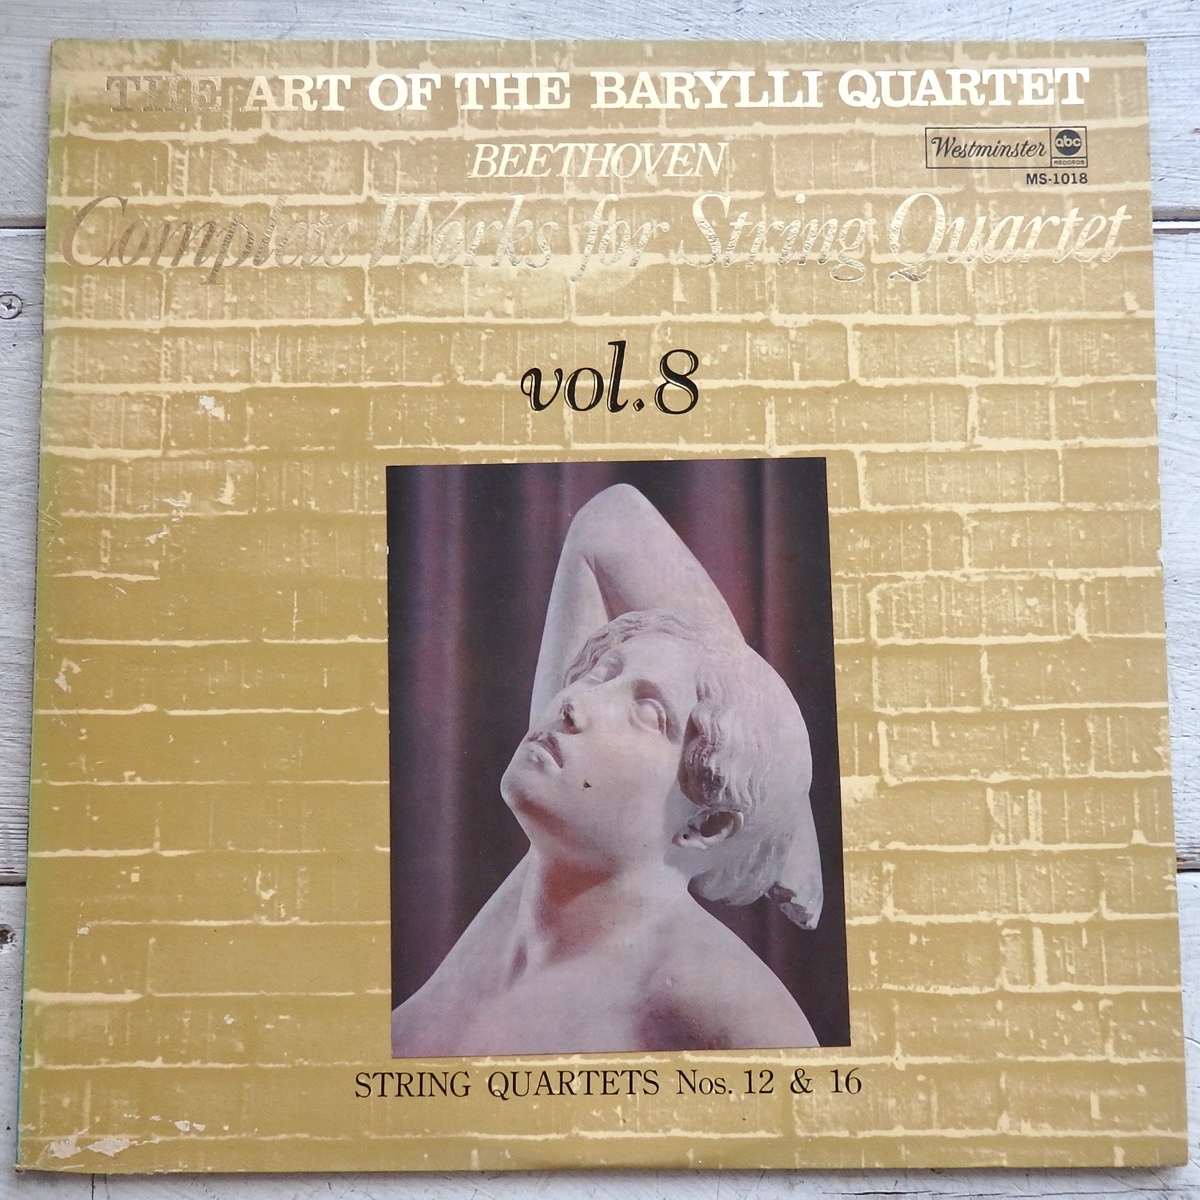 THE ART OF THE BARYLLI QUARTET
Westminster abc RECORDS
MS-1018
BEETHOVEN
Complete Works for String Quartet
vol.8
STRING QUARTETS Nos. 12 & 16